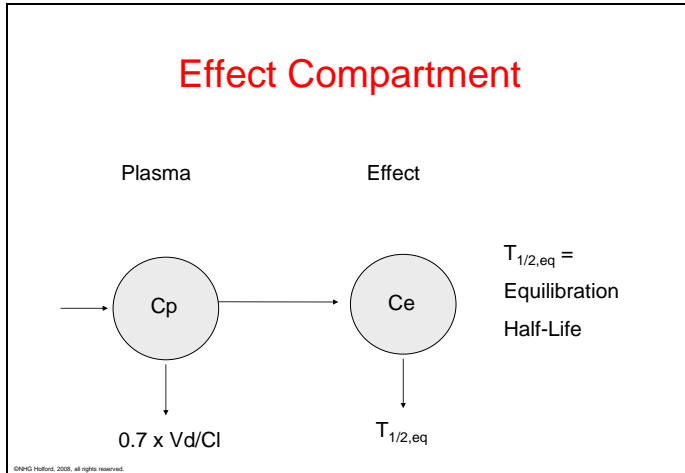 Effect Compartment
Plasma
Effect
Cp
Ce
T1/2,eq =
Equilibration
Half-Life
0.7 x Vd/Cl
T1/2,eq
©NHG Holford, 2008, all rights reserved.